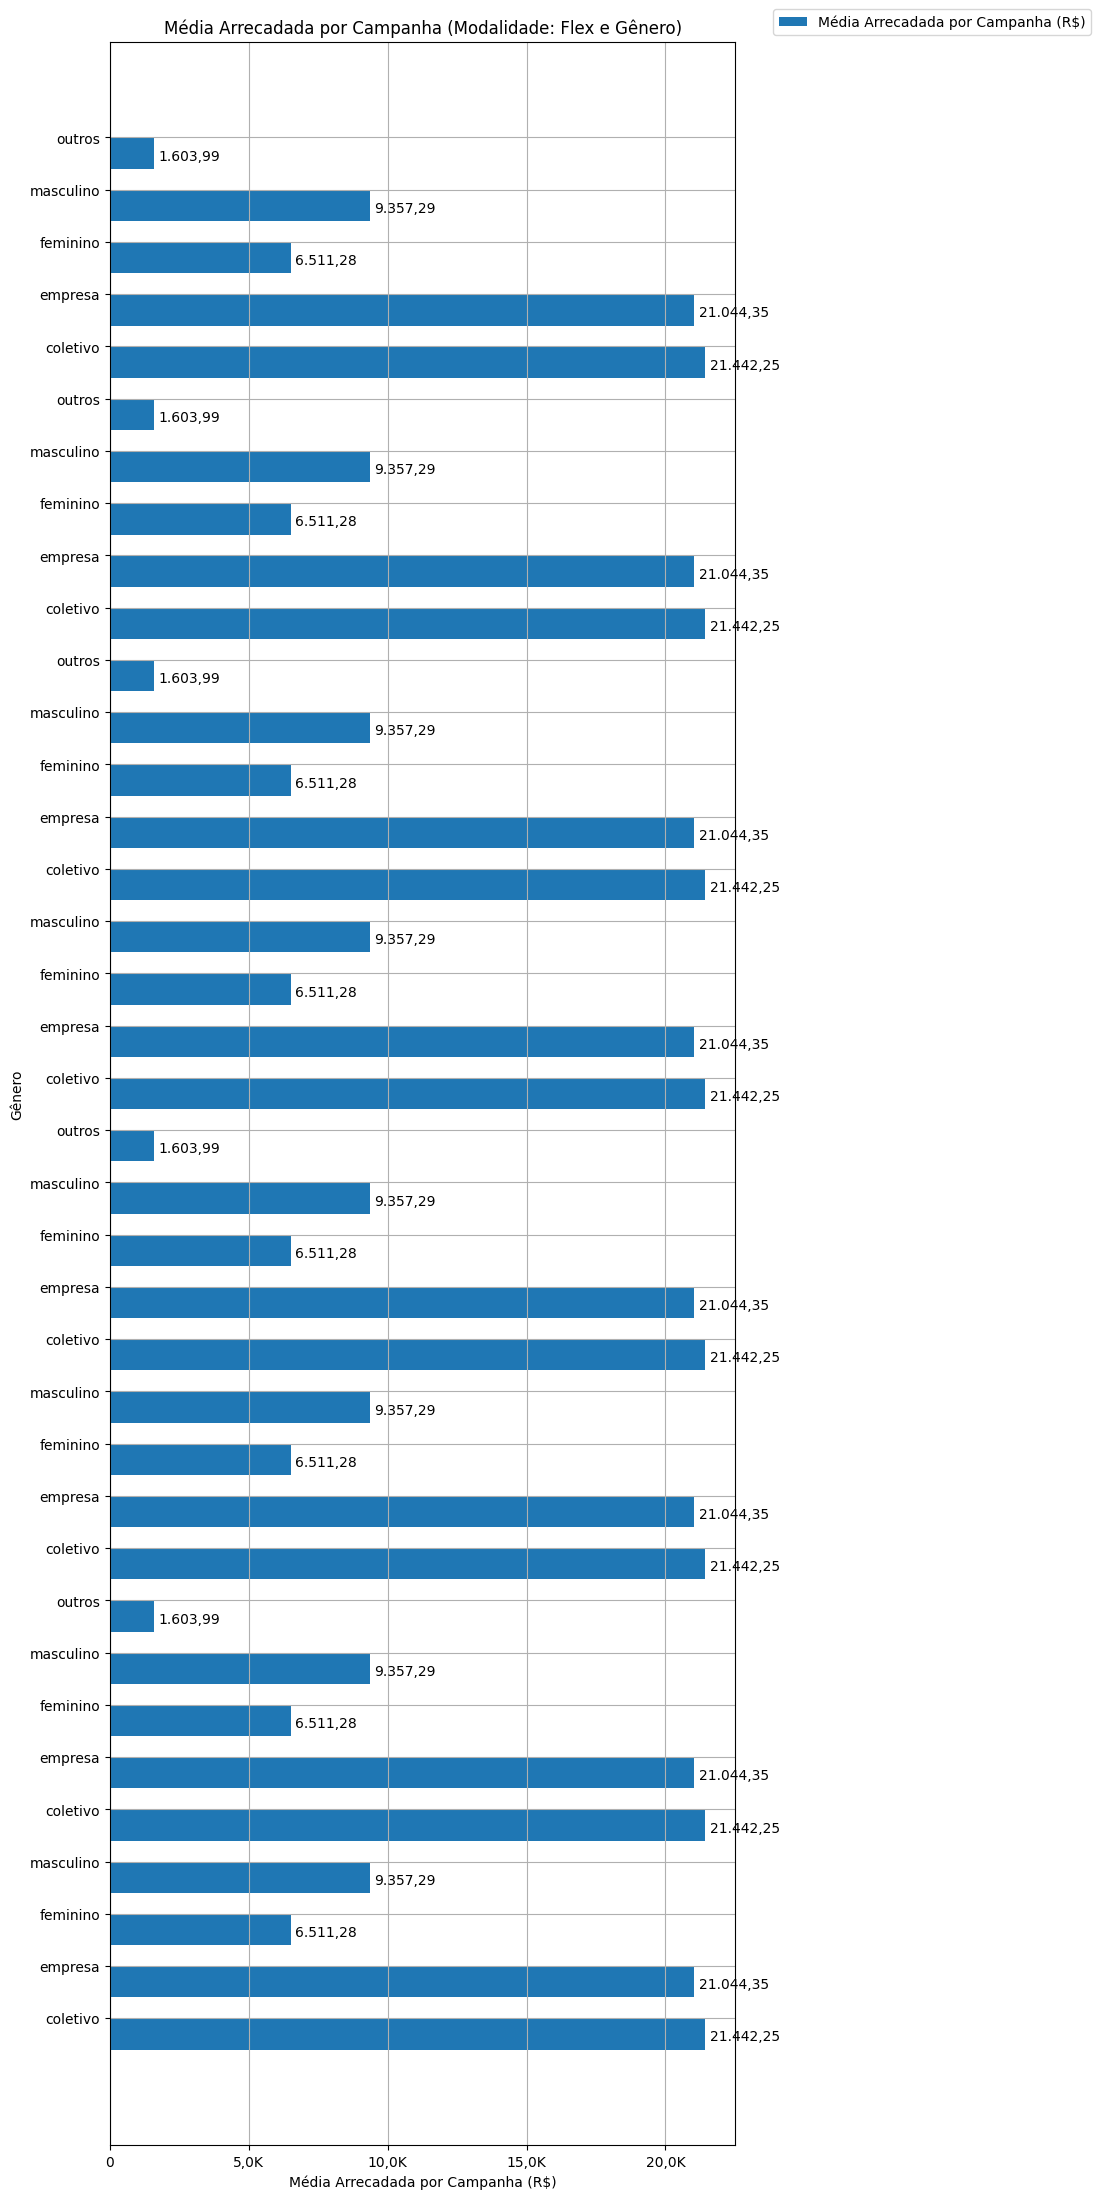 Média Arrecadada por Campanha (R$)
Média Arrecadada por Campanha (Modalidade: Flex e Gênero)
outros 1.603,99
masculino 9.357,29
feminino 6.511,28
empresa 21.044,35
coletivo 21.442,25
outros 1.603,99
masculino 9.357,29
feminino 6.511,28
empresa 21.044,35
coletivo 21.442,25
outros 1.603,99
masculino 9.357,29
feminino 6.511,28
empresa 21.044,35
coletivo 21.442,25
masculino 9.357,29
feminino 6.511,28
empresa 21.044,35
coletivo 21.442,25
outros 1.603,99
masculino 9.357,29
feminino 6.511,28
empresa 21.044,35
coletivo 21.442,25
masculino 9.357,29
feminino 6.511,28
empresa 21.044,35
coletivo 21.442,25
outros 1.603,99
masculino 9.357,29
feminino 6.511,28
empresa 21.044,35
coletivo 21.442,25
masculino 9.357,29
feminino 6.511,28
empresa 21.044,35
coletivo 21.442,25
Gênero
0 5,0K 10,0K 15,0K 20,0K
Média Arrecadada por Campanha (R$)